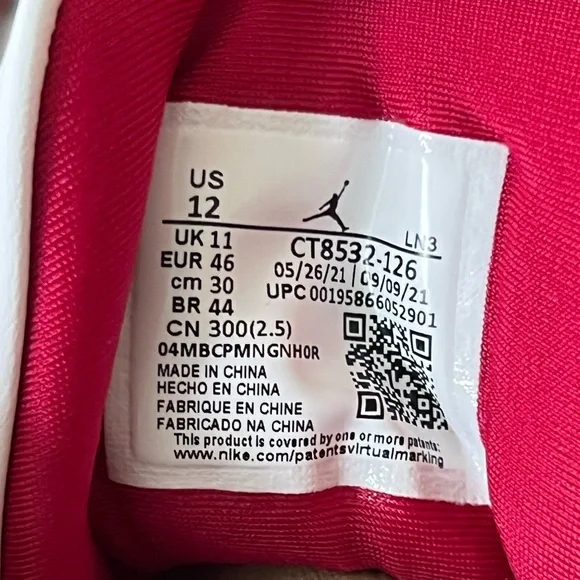 US
12
LN3
UK 11
EUR 46
cm 30
BR 44
CN 300(2.5)
CT8532-126
05/26/21 | 09/09/21
UPC 00195866052901
04MBCPMNGNH0R
MADE IN CHINA
HECHO EN CHINA
FABRIQUE EN CHINE
FABRICADO NA CHINA
This product is covered by one or more patents:
www.nike.com/patentsvirtualmarking